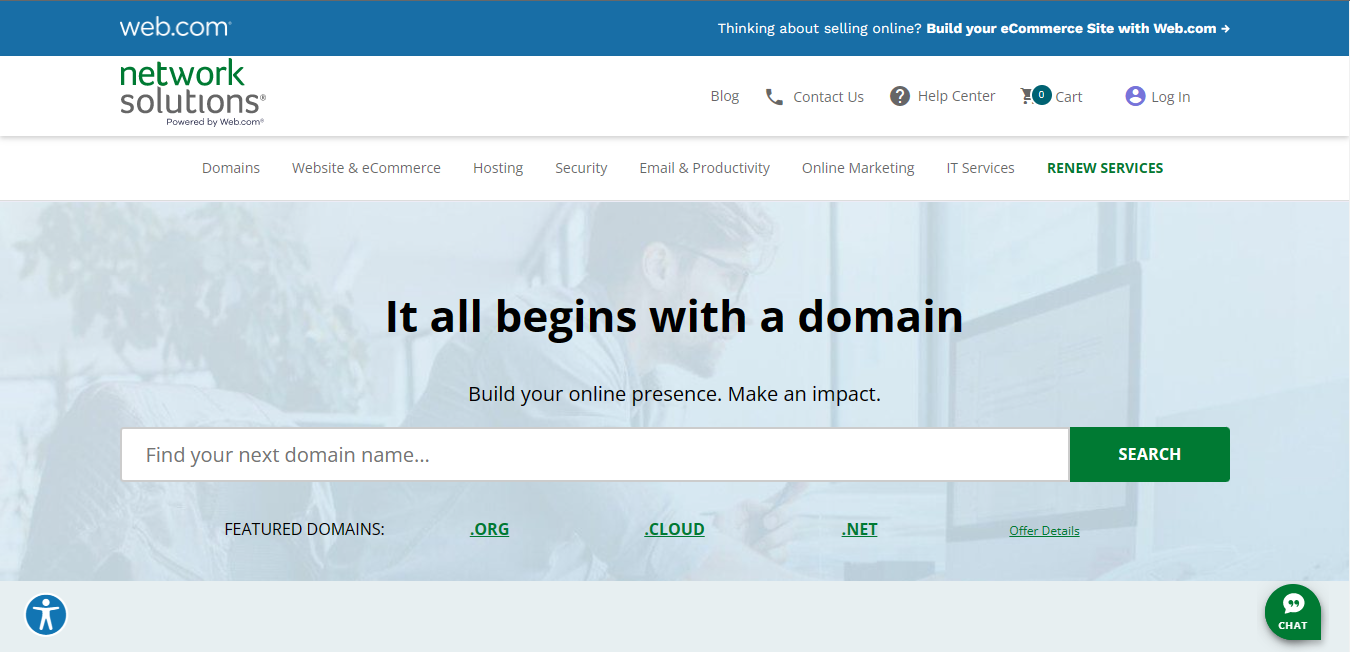 web.com®
Thinking about selling online? Build your eCommerce Site with Web.com →
network
solutions®
Powered by Web.com®
Blog
Contact Us
Help Center
0
Cart
Log In
Domains
Website & eCommerce
Hosting
Security
Email & Productivity
Online Marketing
IT Services
RENEW SERVICES
It all begins with a domain
Build your online presence. Make an impact.
Find your next domain name...
SEARCH
FEATURED DOMAINS:
.ORG
.CLOUD
.NET
Offer Details
CHAT